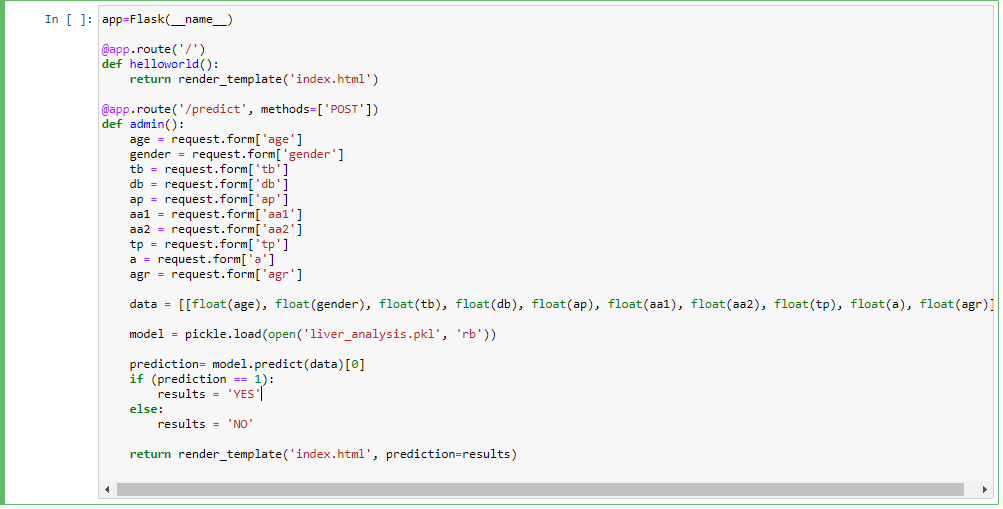 In [ ]:
app=Flask(__name__)
@app.route('/')
def helloworld():
    return render_template('index.html')
@app.route('/predict', methods=['POST'])
def admin():
    age = request.form['age']
    gender = request.form['gender']
    tb = request.form['tb']
    db = request.form['db']
    ap = request.form['ap']
    aa1 = request.form['aa1']
    aa2 = request.form['aa2']
    tp = request.form['tp']
    a = request.form['a']
    agr = request.form['agr']
    data = [[float(age), float(gender), float(tb), float(db), float(ap), float(aa1), float(aa2), float(tp), float(a), float(agr)]
    model = pickle.load(open('liver_analysis.pkl', 'rb'))
    prediction= model.predict(data)[0]
    if (prediction == 1):
        results = 'YES'
    else:
        results = 'NO'
    return render_template('index.html', prediction=results)